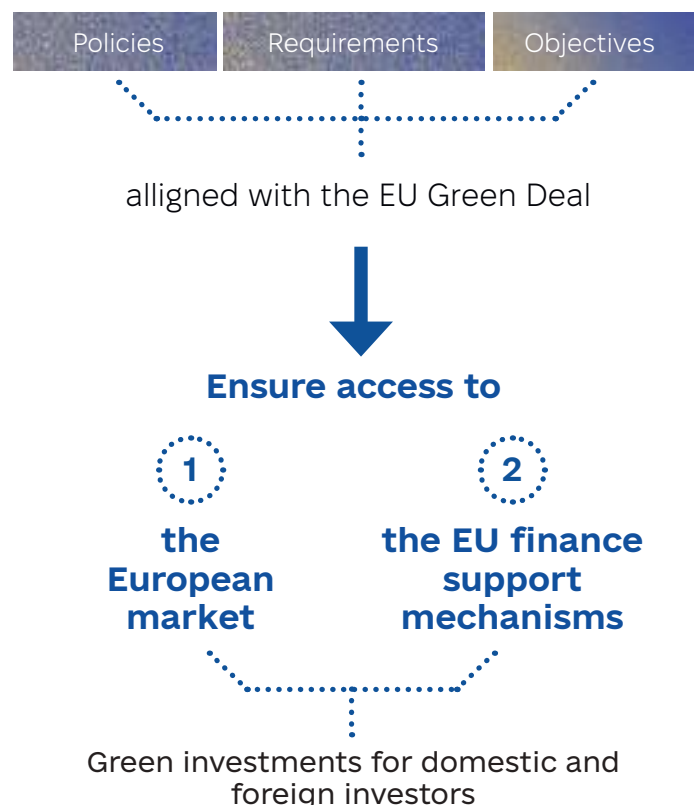 Policies
Requirements
Objectives
alligned with the EU Green Deal
Ensure access to
1
the
European
market
2
the EU finance
support
mechanisms
Green investments for domestic and
foreign investors